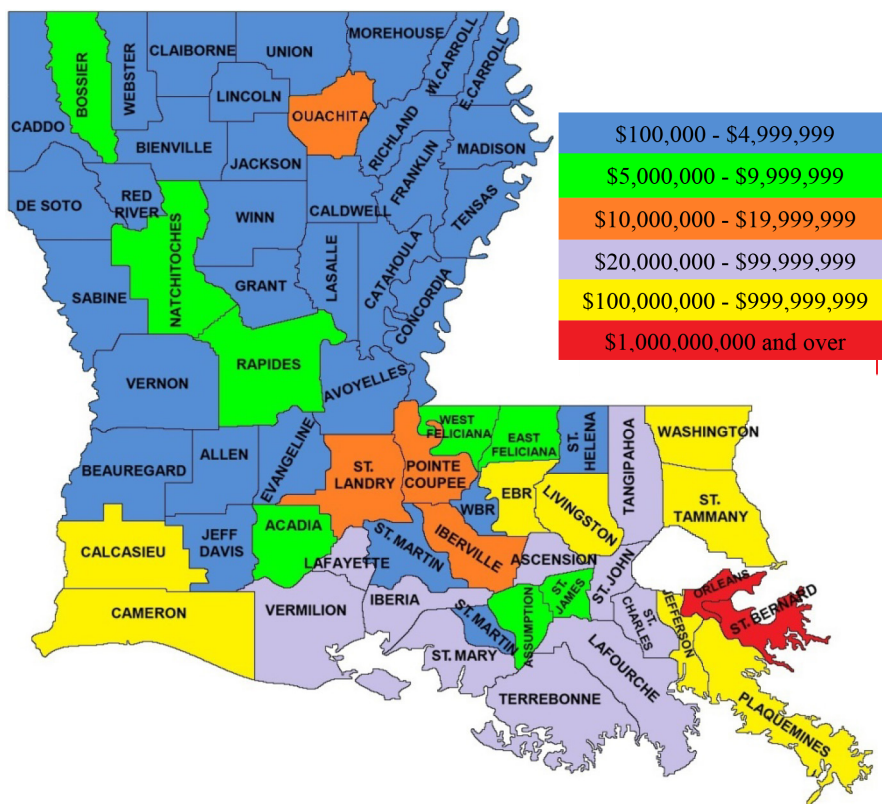 MOREHOUSE
CLAIBORNE
UNION
W.CARROLL
E.CARROLL
BOSSIER
WEBSTER
LINCOLN
OUACHITA
CADDO
RICHLAND
BIENVILLE
JACKSON
FRANKLIN
MADISON
DE SOTO
RED
RIVER
NATCHITOCHES
WINN
CALDWELL
TENSAS
SABINE
GRANT
LASALLE
CATAHOULA
CONCORDIA
VERNON
RAPIDES
AVOYELLES
$100,000 - $4,999,999
$5,000,000 - $9,999,999
$10,000,000 - $19,999,999
$20,000,000 - $99,999,999
$100,000,000 - $999,999,999
$1,000,000,000 and over
BEAUREGARD
ALLEN
EVANGELINE
ST.
LANDRY
POINTE
COUPEE
WEST
FELICIANA
EAST
FELICIANA
ST.
HELENA
TANGIPAHOA
WASHINGTON
CALCASIEU
JEFF
DAVIS
ACADIA
LAFAYETTE
ST. MARTIN
IBERVILLE
WBR
EBR
LIVINGSTON
ST.
TAMMANY
ASCENSION
CAMERON
VERMILION
IBERIA
ST. MARTIN
ASSUMPTION
ST.
JAMES
ST. JOHN
ST.
CHARLES
JEFFERSON
ORLEANS
ST. BERNARD
ST. MARY
TERREBONNE
LAFOURCHE
PLAQUEMINES